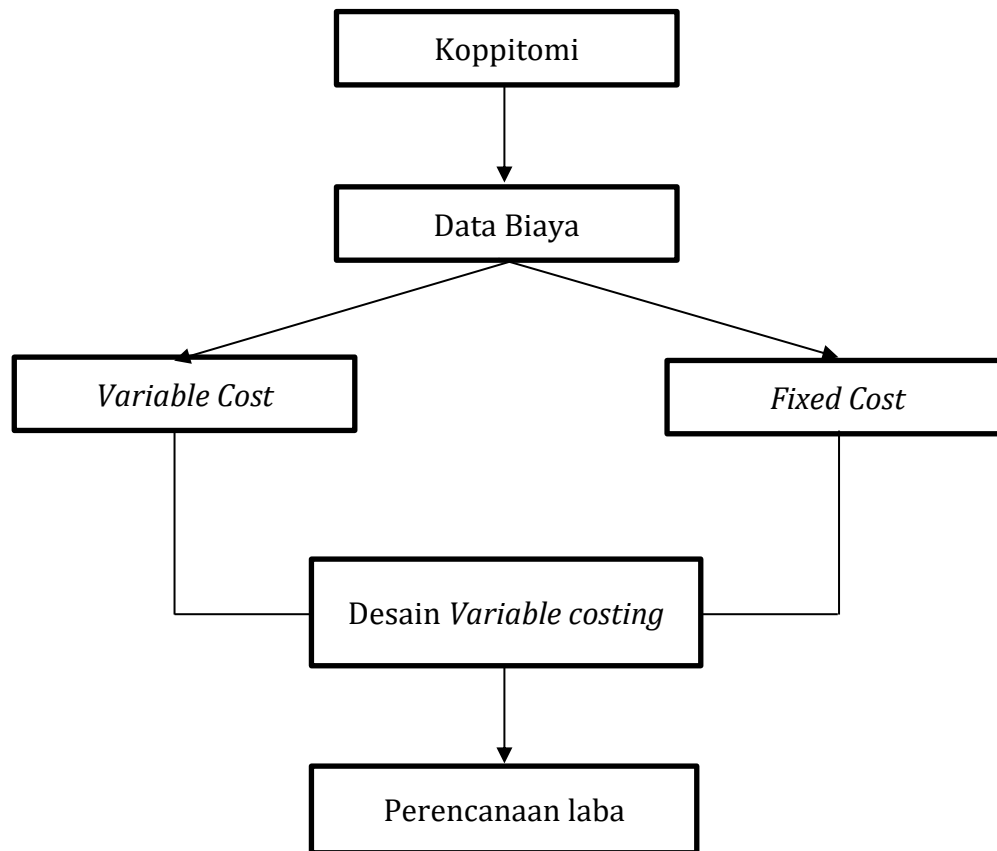 Koppitomi
Data Biaya
Variable Cost
Fixed Cost
Desain Variable costing
Perencanaan laba